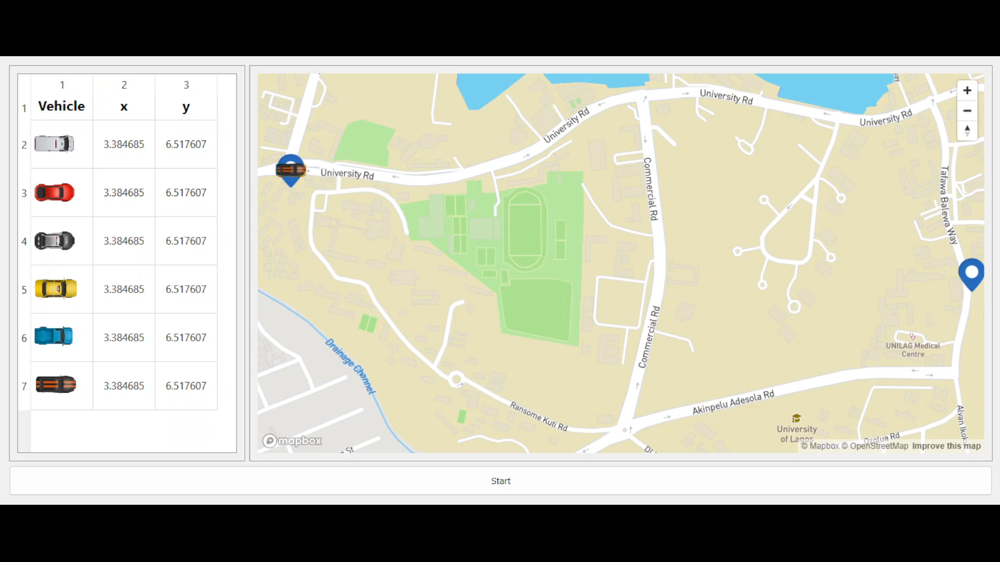 1 2 3
1 Vehicle x y
2 3.384685 6.517607
3 3.384685 6.517607
4 3.384685 6.517607
5 3.384685 6.517607
6 3.384685 6.517607
7 3.384685 6.517607
University Rd
University Rd
University Rd
University Rd
Commercial Rd
Commercial Rd
Tafawa Balewa Way
Drainage Channel
UNILAG Medical
Centre
Akinpelu Adesola Rd
Ransome Kuti Rd
University
of Lagos
Ozolua Rd
mapbox
© Mapbox © OpenStreetMap Improve this map
Start